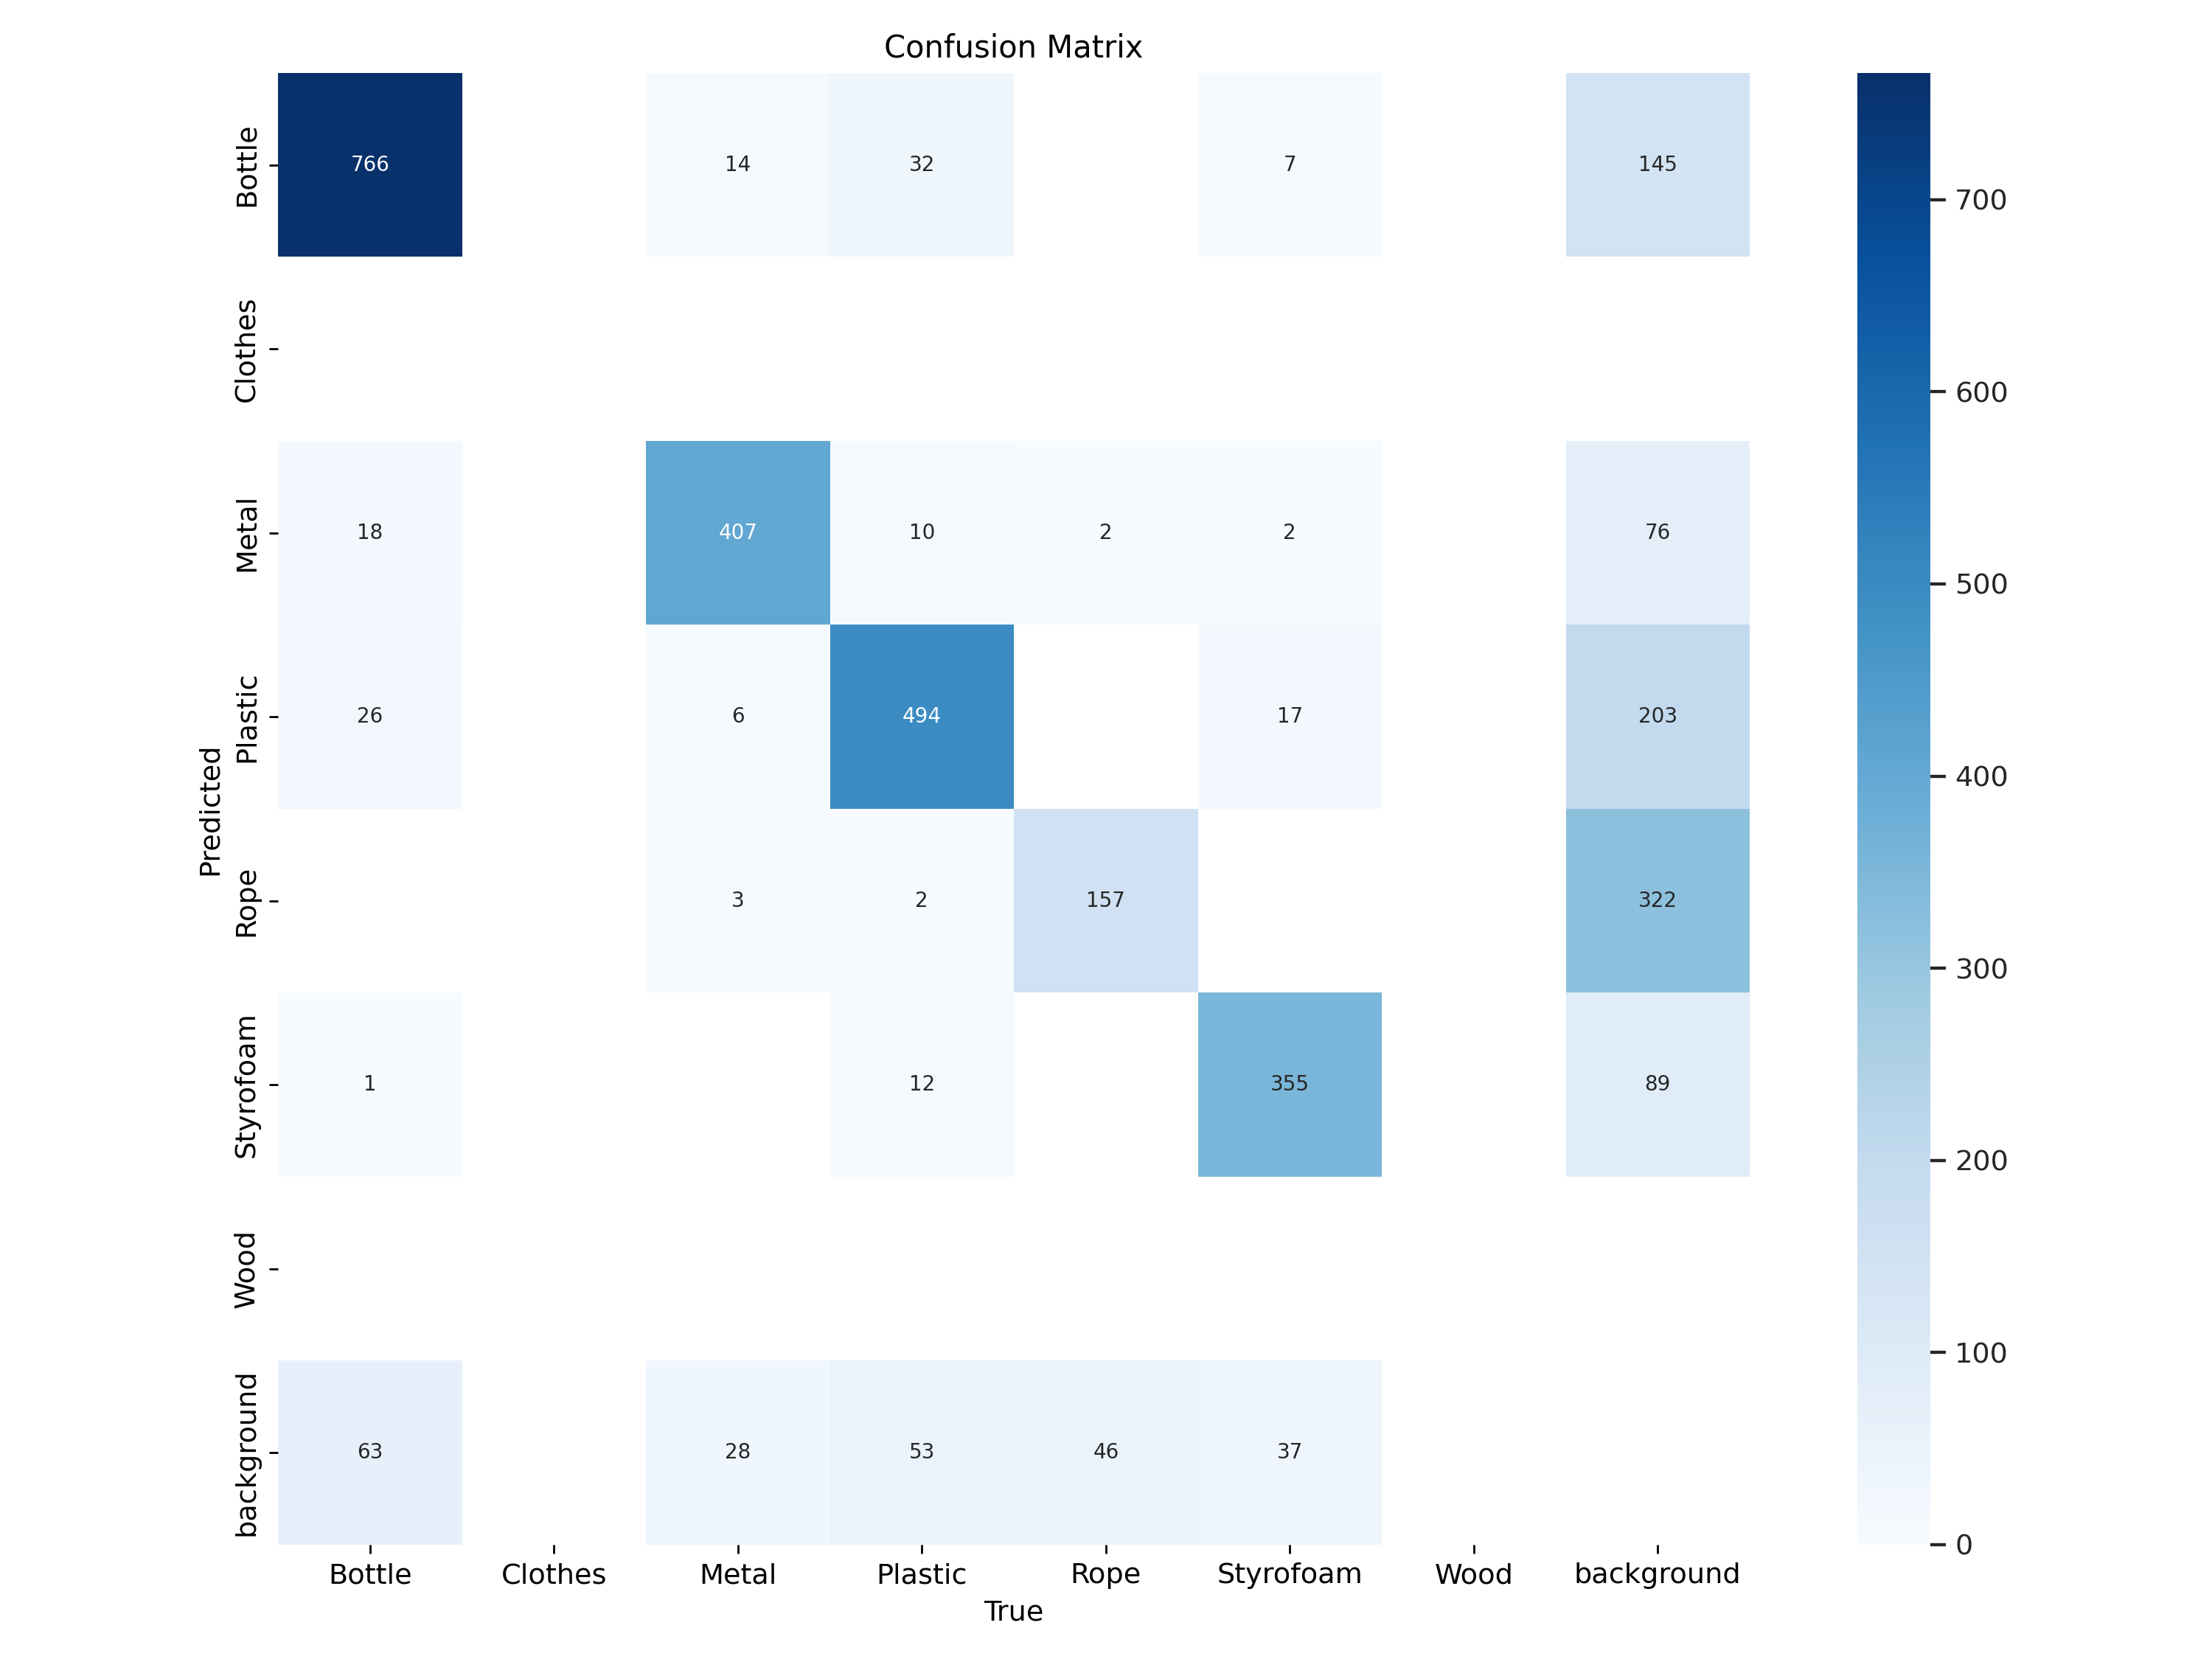 Confusion Matrix
Bottle 766 14 32 7 145
Clothes
Metal 18 407 10 2 2 76
Plastic 26 6 494 17 203
Rope 3 2 157 322
Styrofoam 1 12 355 89
Wood
background 63 28 53 46 37
Predicted
Bottle Clothes Metal Plastic Rope Styrofoam Wood background
True
700
600
500
400
300
200
100
0